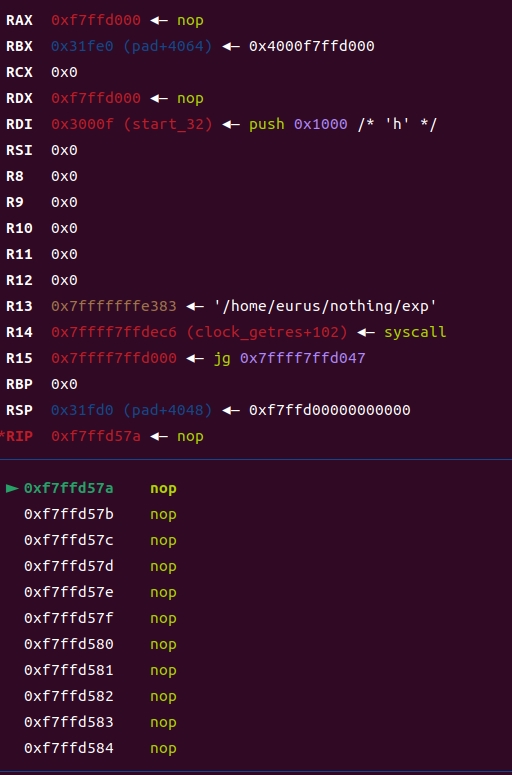 RAX 0xf7ffd000 ◂— nop
RBX 0x31fe0 (pad+4064) ◂— 0x4000f7ffd000
RCX 0x0
RDX 0xf7ffd000 ◂— nop
RDI 0x3000f (start_32) ◂— push 0x1000 /* 'h' */
RSI 0x0
R8 0x0
R9 0x0
R10 0x0
R11 0x0
R12 0x0
R13 0x7fffffffe383 ◂— '/home/eurus/nothing/exp'
R14 0x7ffff7ffdec6 (clock_getres+102) ◂— syscall
R15 0x7ffff7ffd000 ◂— jg 0x7ffff7ffd047
RBP 0x0
RSP 0x31fd0 (pad+4048) ◂— 0xf7ffd00000000000
*RIP 0xf7ffd57a ◂— nop
► 0xf7ffd57a nop
0xf7ffd57b nop
0xf7ffd57c nop
0xf7ffd57d nop
0xf7ffd57e nop
0xf7ffd57f nop
0xf7ffd580 nop
0xf7ffd581 nop
0xf7ffd582 nop
0xf7ffd583 nop
0xf7ffd584 nop